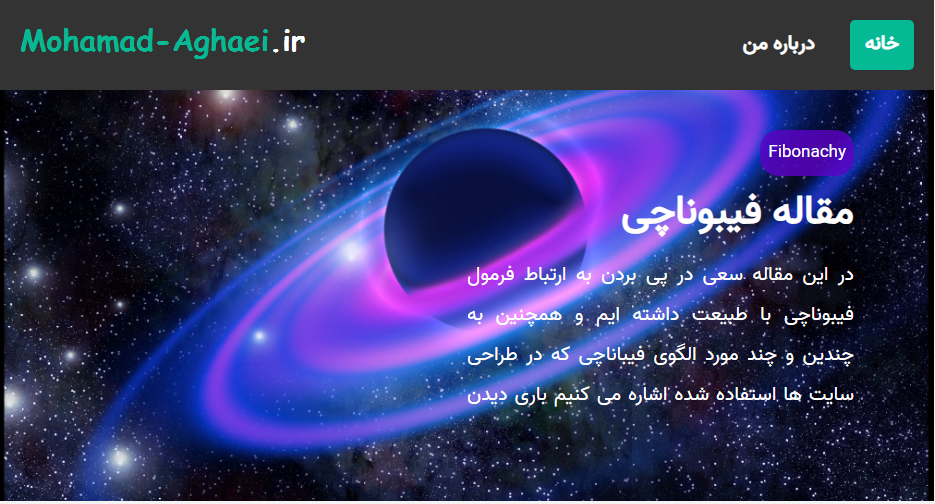 Mohamad-Aghaei.ir
خانه
درباره من
Fibonachy
مقاله فیبوناچی
در این مقاله سعی در پی بردن به ارتباط فرمول
فیبوناچی با طبیعت داشته ایم و همچنین به
چندین و چند مورد الگوی فیباناچی که در طراحی
سایت ها استفاده شده اشاره می کنیم باری دیدن